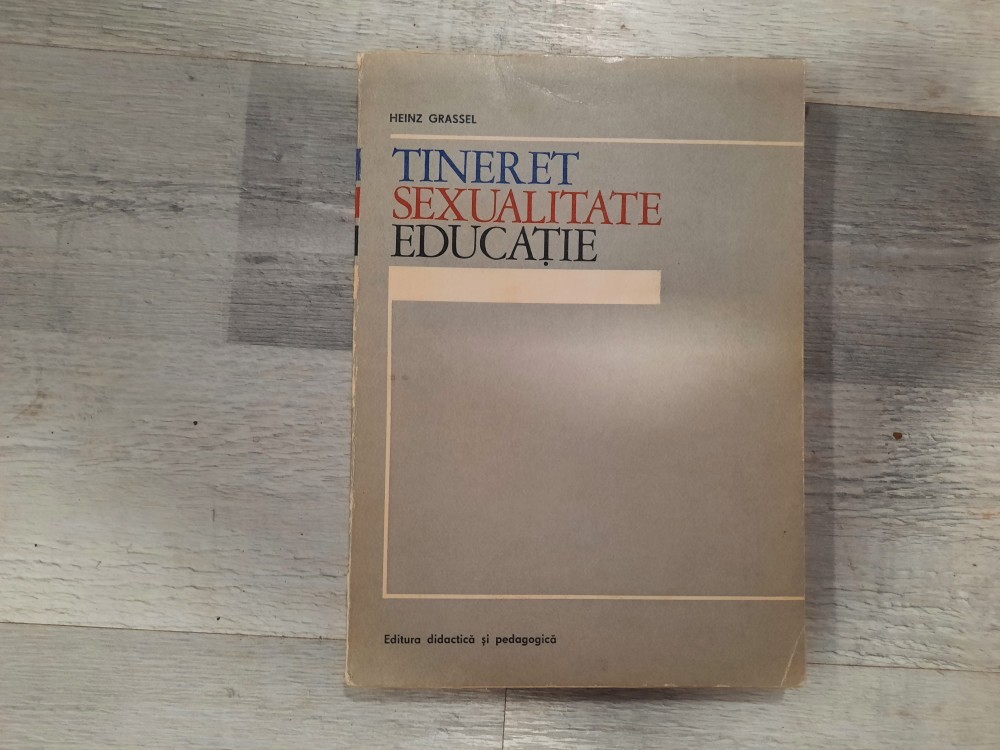 HEINZ GRASSEL
TINERET
SEXUALITATE
EDUCAȚIE
Editura didactică și pedagogică